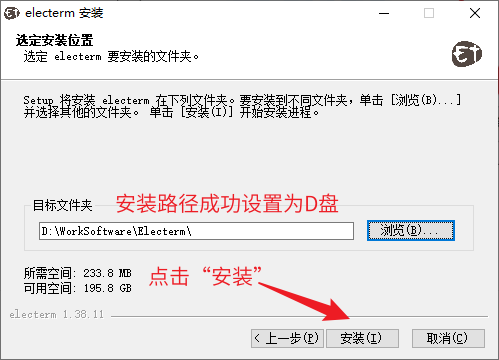 electerm 安装
选定安装位置
选定 electerm 要安装的文件夹。
Setup 将安装 electerm 在下列文件夹。要安装到不同文件夹，单击 [浏览(B)...]
并选择其他的文件夹。 单击 [安装(I)] 开始安装进程。
目标文件夹
安装路径成功设置为D盘
D:\WorkSoftware\Electerm\
浏览(B)...
所需空间: 233.8 MB
可用空间: 195.8 GB
点击“安装”
electerm 1.38.11
< 上一步(P)
安装(I)
取消(C)